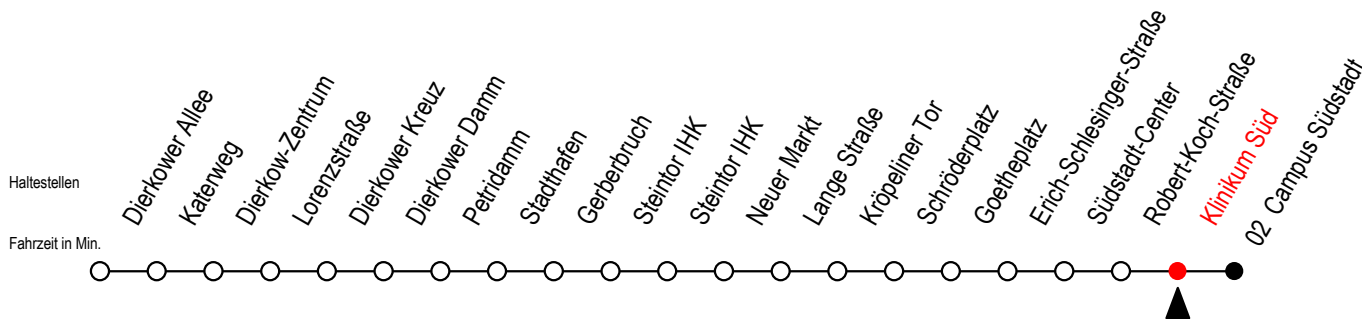 Haltestellen
Fahrzeit in Min.
Dierkower Allee
Katerweg
Dierkow-Zentrum
Lorenzstraße
Dierkower Kreuz
Dierkower Damm
Petridamm
Stadthafen
Gerberbruch
Steintor IHK
Steintor IHK
Neuer Markt
Lange Straße
Kröpeliner Tor
Schröderplatz
Goetheplatz
Erich-Schlesinger-Straße
Südstadt-Center
Robert-Koch-Straße
Klinikum Süd
02 Campus Südstadt